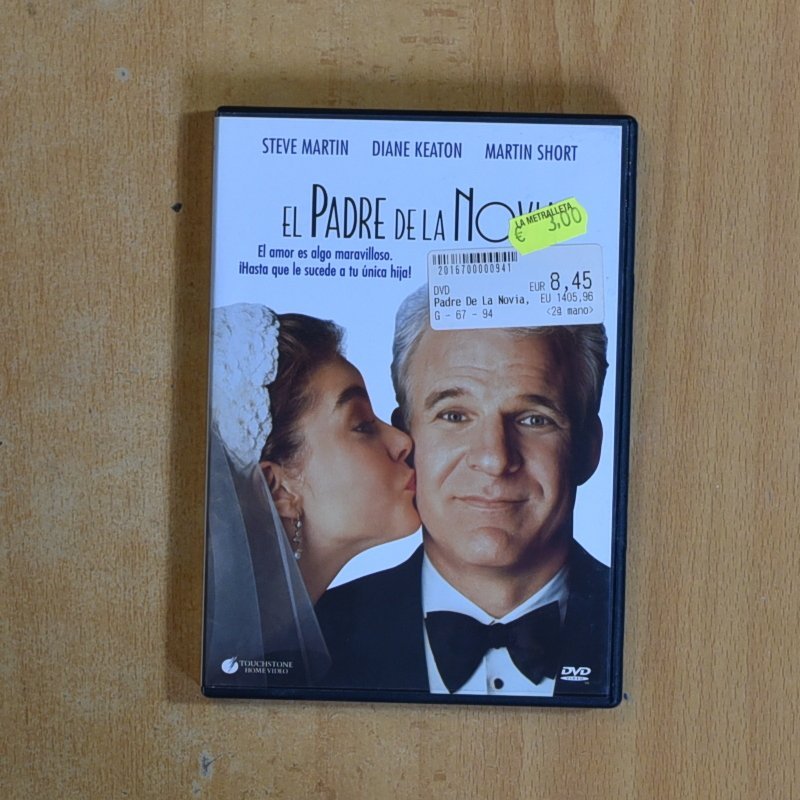 STEVE MARTIN DIANE KEATON MARTIN SHORT
EL PADRE DE LA NOVIA
LA METRALLETA
€ 3,00
El amor es algo maravilloso.
¡Hasta que le sucede a tu única hija!
2016700000941
DVD EUR 8,45
Padre De La Novia, EU 1405,96
G - 67 - 94 <2ª mano>
TOUCHSTONE
HOME VIDEO
DVD
VIDEO